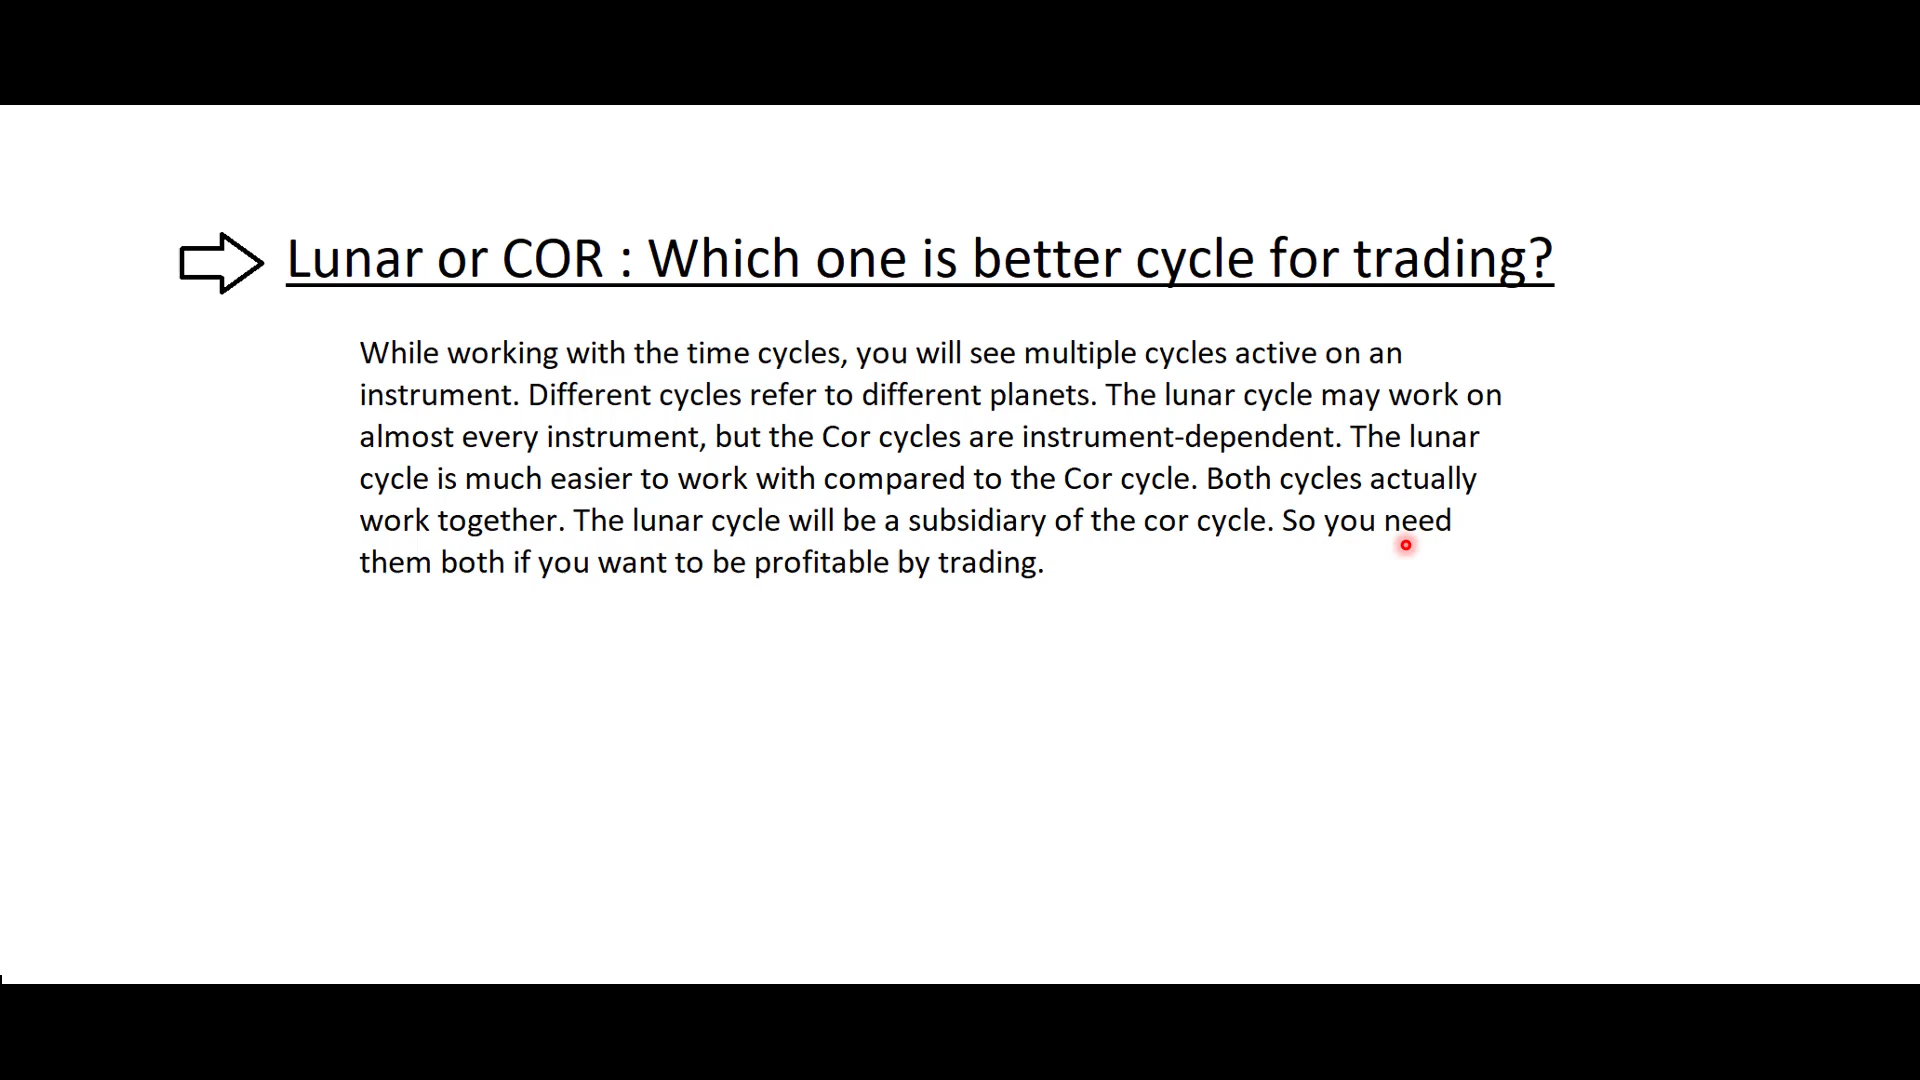 Lunar or COR : Which one is better cycle for trading?
While working with the time cycles, you will see multiple cycles active on an
instrument. Different cycles refer to different planets. The lunar cycle may work on
almost every instrument, but the Cor cycles are instrument-dependent. The lunar
cycle is much easier to work with compared to the Cor cycle. Both cycles actually
work together. The lunar cycle will be a subsidiary of the cor cycle. So you need
them both if you want to be profitable by trading.